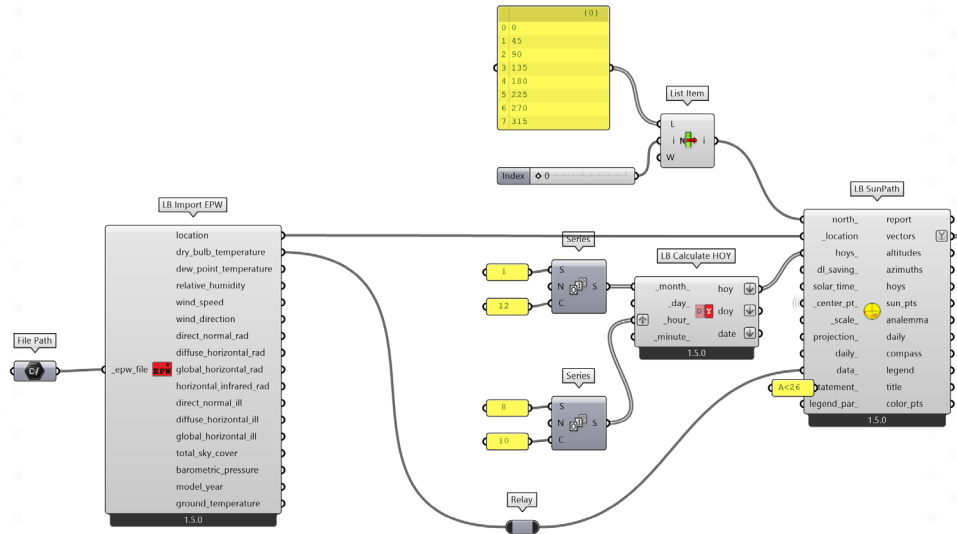 {0}
0 0
1 45
2 90
3 135
4 180
5 225
6 270
7 315
List Item
L
i N i
W
Index 0
LB SunPath
north_ report
_location vectors
hoys_ altitudes
dl_saving_ azimuths
solar_time_ hoys
_center_pt_ sun_pts
_scale_ analemma
projection_ daily
daily_ compass
data_ legend
A<26 tatement_ title
legend_par_ color_pts
1.5.0
LB Import EPW
location
dry_bulb_temperature
dew_point_temperature
relative_humidity
wind_speed
wind_direction
direct_normal_rad
diffuse_horizontal_rad
_epw_file EPW global_horizontal_rad
horizontal_infrared_rad
direct_normal_ill
diffuse_horizontal_ill
global_horizontal_ill
total_sky_cover
barometric_pressure
model_year
ground_temperature
1.5.0
File Path
C/
Series
1 S
N S
12 C
LB Calculate HOY
_month_ hoy
_day_
D Y doy
_hour_
_minute_ date
1.5.0
Series
8 S
N S
10 C
Relay